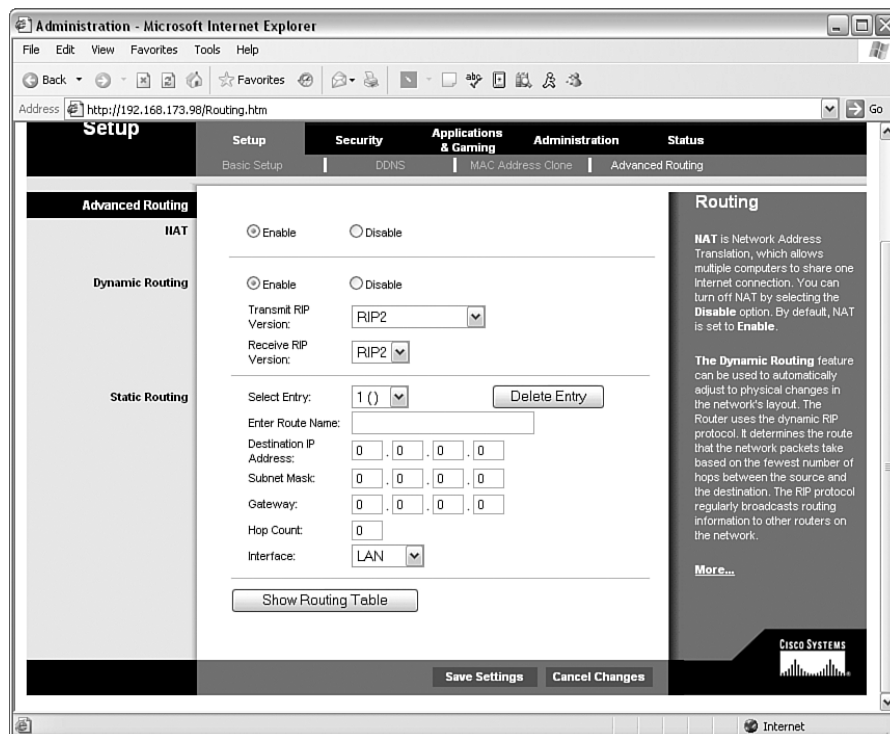 Administration - Microsoft Internet Explorer
File Edit View Favorites Tools Help
Back Favorites
Address http://192.168.173.98/Routing.htm Go
Setup
Setup Security Applications & Gaming Administration Status
Basic Setup DDNS MAC Address Clone Advanced Routing
Advanced Routing
NAT
Enable Disable
Dynamic Routing
Enable Disable
Transmit RIP Version: RIP2
Receive RIP Version: RIP2
Static Routing
Select Entry: 1 () Delete Entry
Enter Route Name:
Destination IP Address: 0 . 0 . 0 . 0
Subnet Mask: 0 . 0 . 0 . 0
Gateway: 0 . 0 . 0 . 0
Hop Count: 0
Interface: LAN
Show Routing Table
Routing
NAT is Network Address
Translation, which allows
multiple computers to share one
Internet connection. You can
turn off NAT by selecting the
Disable option. By default, NAT
is set to Enable.
The Dynamic Routing feature
can be used to automatically
adjust to physical changes in
the network's layout. The
Router uses the dynamic RIP
protocol. It determines the route
that the network packets take
based on the fewest number of
hops between the source and
the destination. The RIP protocol
regularly broadcasts routing
information to other routers on
the network.
More...
CISCO SYSTEMS
Save Settings Cancel Changes
Internet